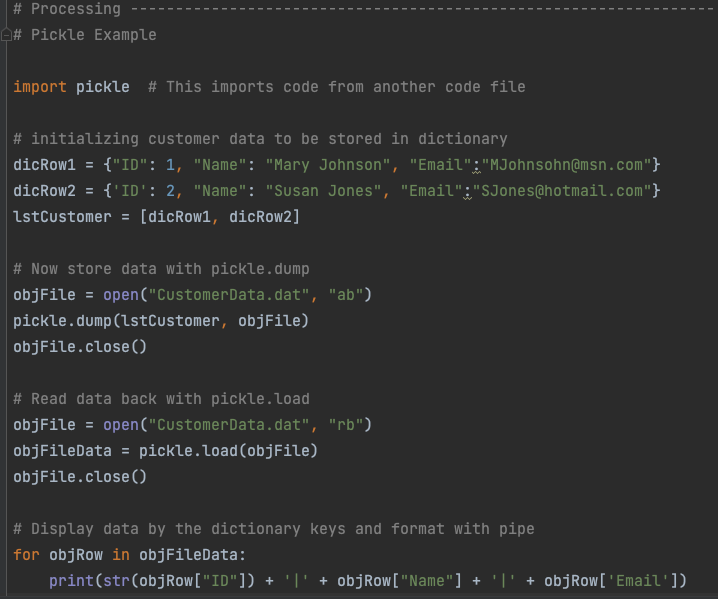 # Processing -----------------------------------------------------------------
# Pickle Example
import pickle  # This imports code from another code file
# initializing customer data to be stored in dictionary
dicRow1 = {"ID": 1, "Name": "Mary Johnson", "Email":"MJohnsohn@msn.com"}
dicRow2 = {'ID': 2, "Name": "Susan Jones", "Email":"SJones@hotmail.com"}
lstCustomer = [dicRow1, dicRow2]
# Now store data with pickle.dump
objFile = open("CustomerData.dat", "ab")
pickle.dump(lstCustomer, objFile)
objFile.close()
# Read data back with pickle.load
objFile = open("CustomerData.dat", "rb")
objFileData = pickle.load(objFile)
objFile.close()
# Display data by the dictionary keys and format with pipe
for objRow in objFileData:
    print(str(objRow["ID"]) + '|' + objRow["Name"] + '|' + objRow['Email'])